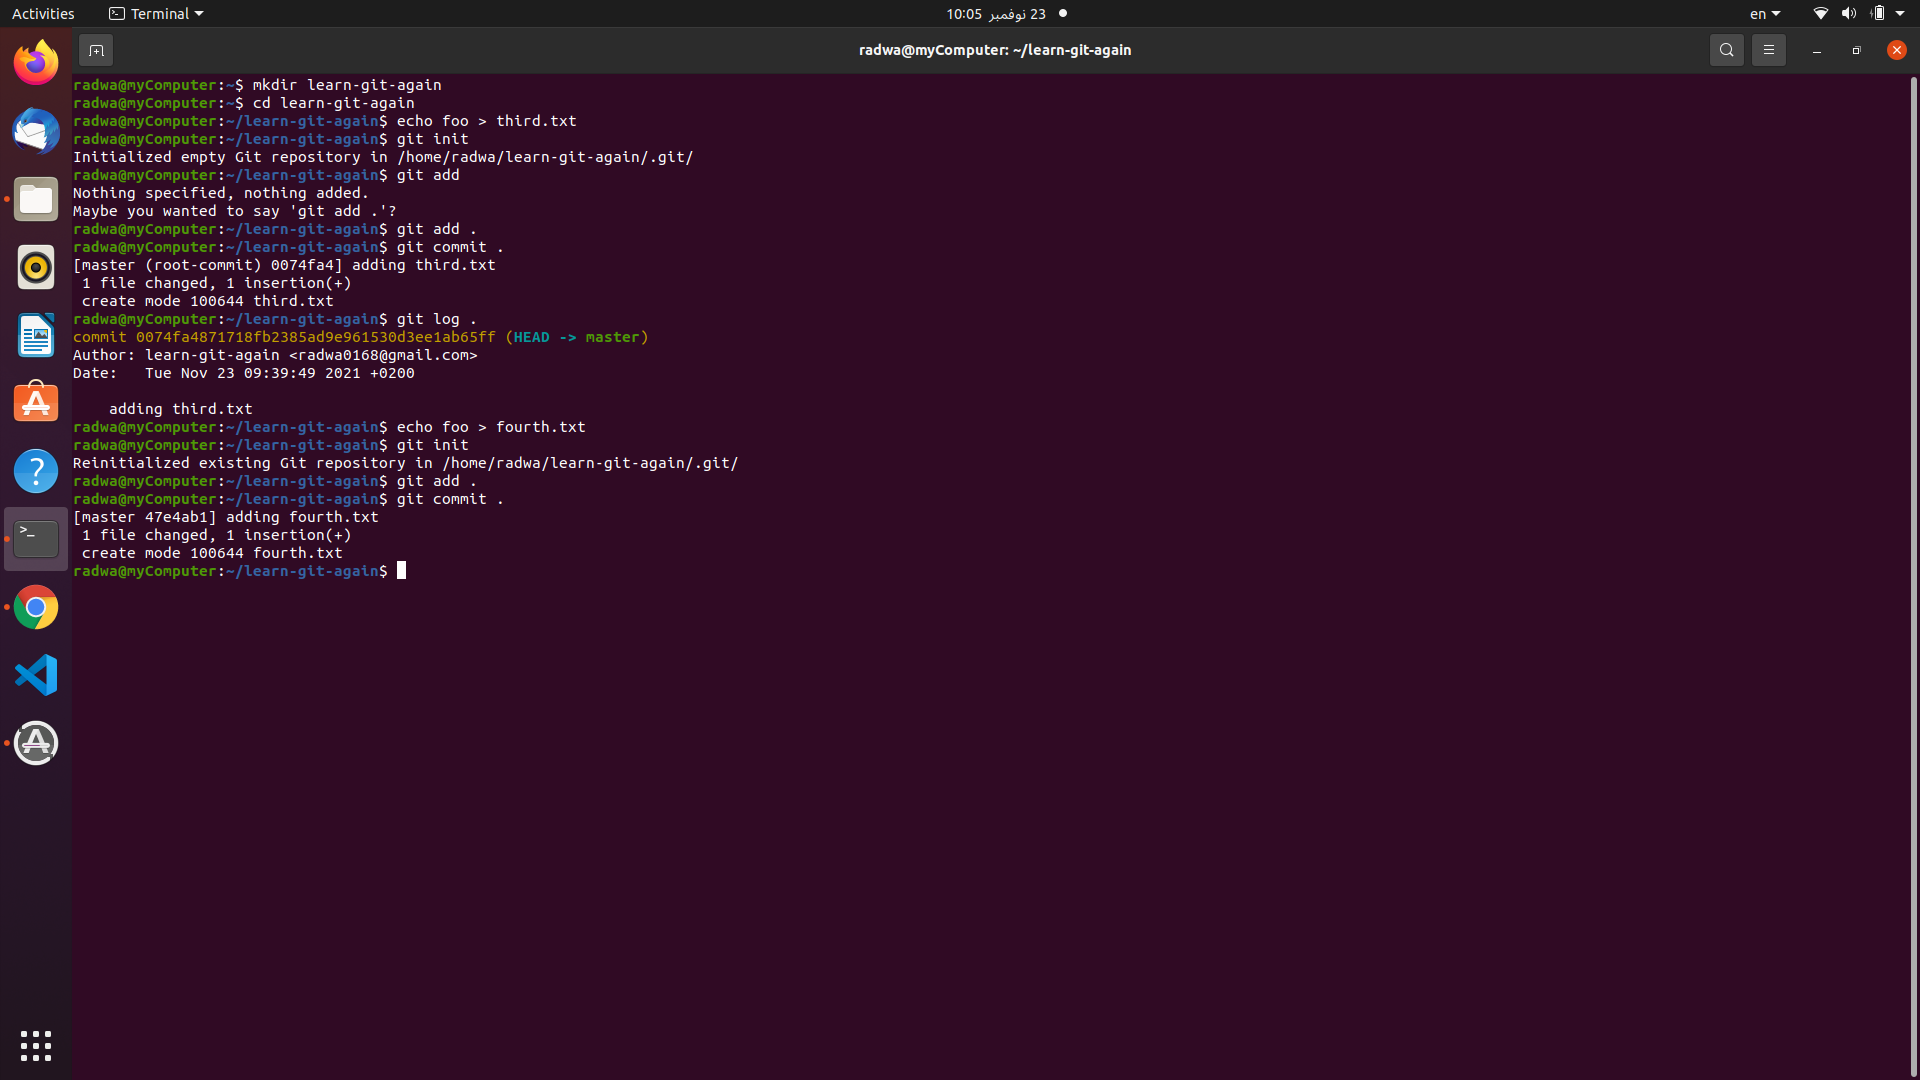 Activities Terminal 23 نوفمبر 10:05 en
radwa@myComputer: ~/learn-git-again
radwa@myComputer:~$ mkdir learn-git-again
radwa@myComputer:~$ cd learn-git-again
radwa@myComputer:~/learn-git-again$ echo foo > third.txt
radwa@myComputer:~/learn-git-again$ git init
Initialized empty Git repository in /home/radwa/learn-git-again/.git/
radwa@myComputer:~/learn-git-again$ git add
Nothing specified, nothing added.
Maybe you wanted to say 'git add .'?
radwa@myComputer:~/learn-git-again$ git add .
radwa@myComputer:~/learn-git-again$ git commit .
[master (root-commit) 0074fa4] adding third.txt
 1 file changed, 1 insertion(+)
 create mode 100644 third.txt
radwa@myComputer:~/learn-git-again$ git log .
commit 0074fa4871718fb2385ad9e961530d3ee1ab65ff (HEAD -> master)
Author: learn-git-again <radwa0168@gmail.com>
Date:   Tue Nov 23 09:39:49 2021 +0200
    adding third.txt
radwa@myComputer:~/learn-git-again$ echo foo > fourth.txt
radwa@myComputer:~/learn-git-again$ git init
Reinitialized existing Git repository in /home/radwa/learn-git-again/.git/
radwa@myComputer:~/learn-git-again$ git add .
radwa@myComputer:~/learn-git-again$ git commit .
[master 47e4ab1] adding fourth.txt
 1 file changed, 1 insertion(+)
 create mode 100644 fourth.txt
radwa@myComputer:~/learn-git-again$